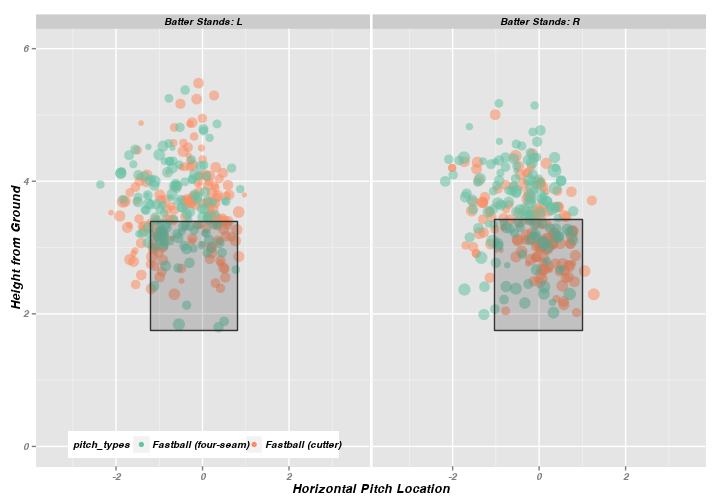 Batter Stands: L
Batter Stands: R
6
4
2
0
Height from Ground
pitch_types Fastball (four-seam) Fastball (cutter)
-2 0 2
-2 0 2
Horizontal Pitch Location